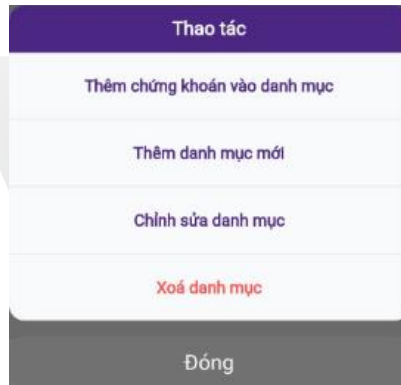 Thao tác
Thêm chứng khoán vào danh mục
Thêm danh mục mới
Chỉnh sửa danh mục
Xoá danh mục
Đóng